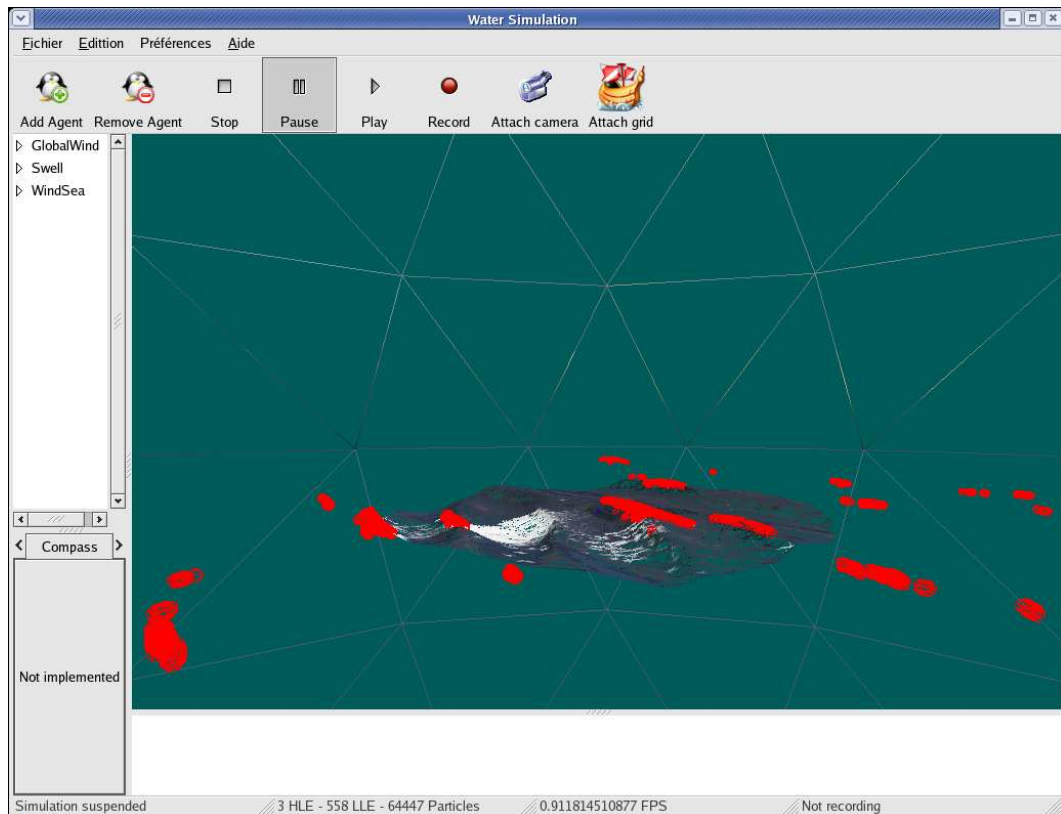 Water Simulation
Fichier Edittion Préférences Aide
Add Agent Remove Agent Stop Pause Play Record Attach camera Attach grid
GlobalWind
Swell
WindSea
Compass
Not implemented
Simulation suspended 3 HLE - 558 LLE - 64447 Particles 0.911814510877 FPS Not recording